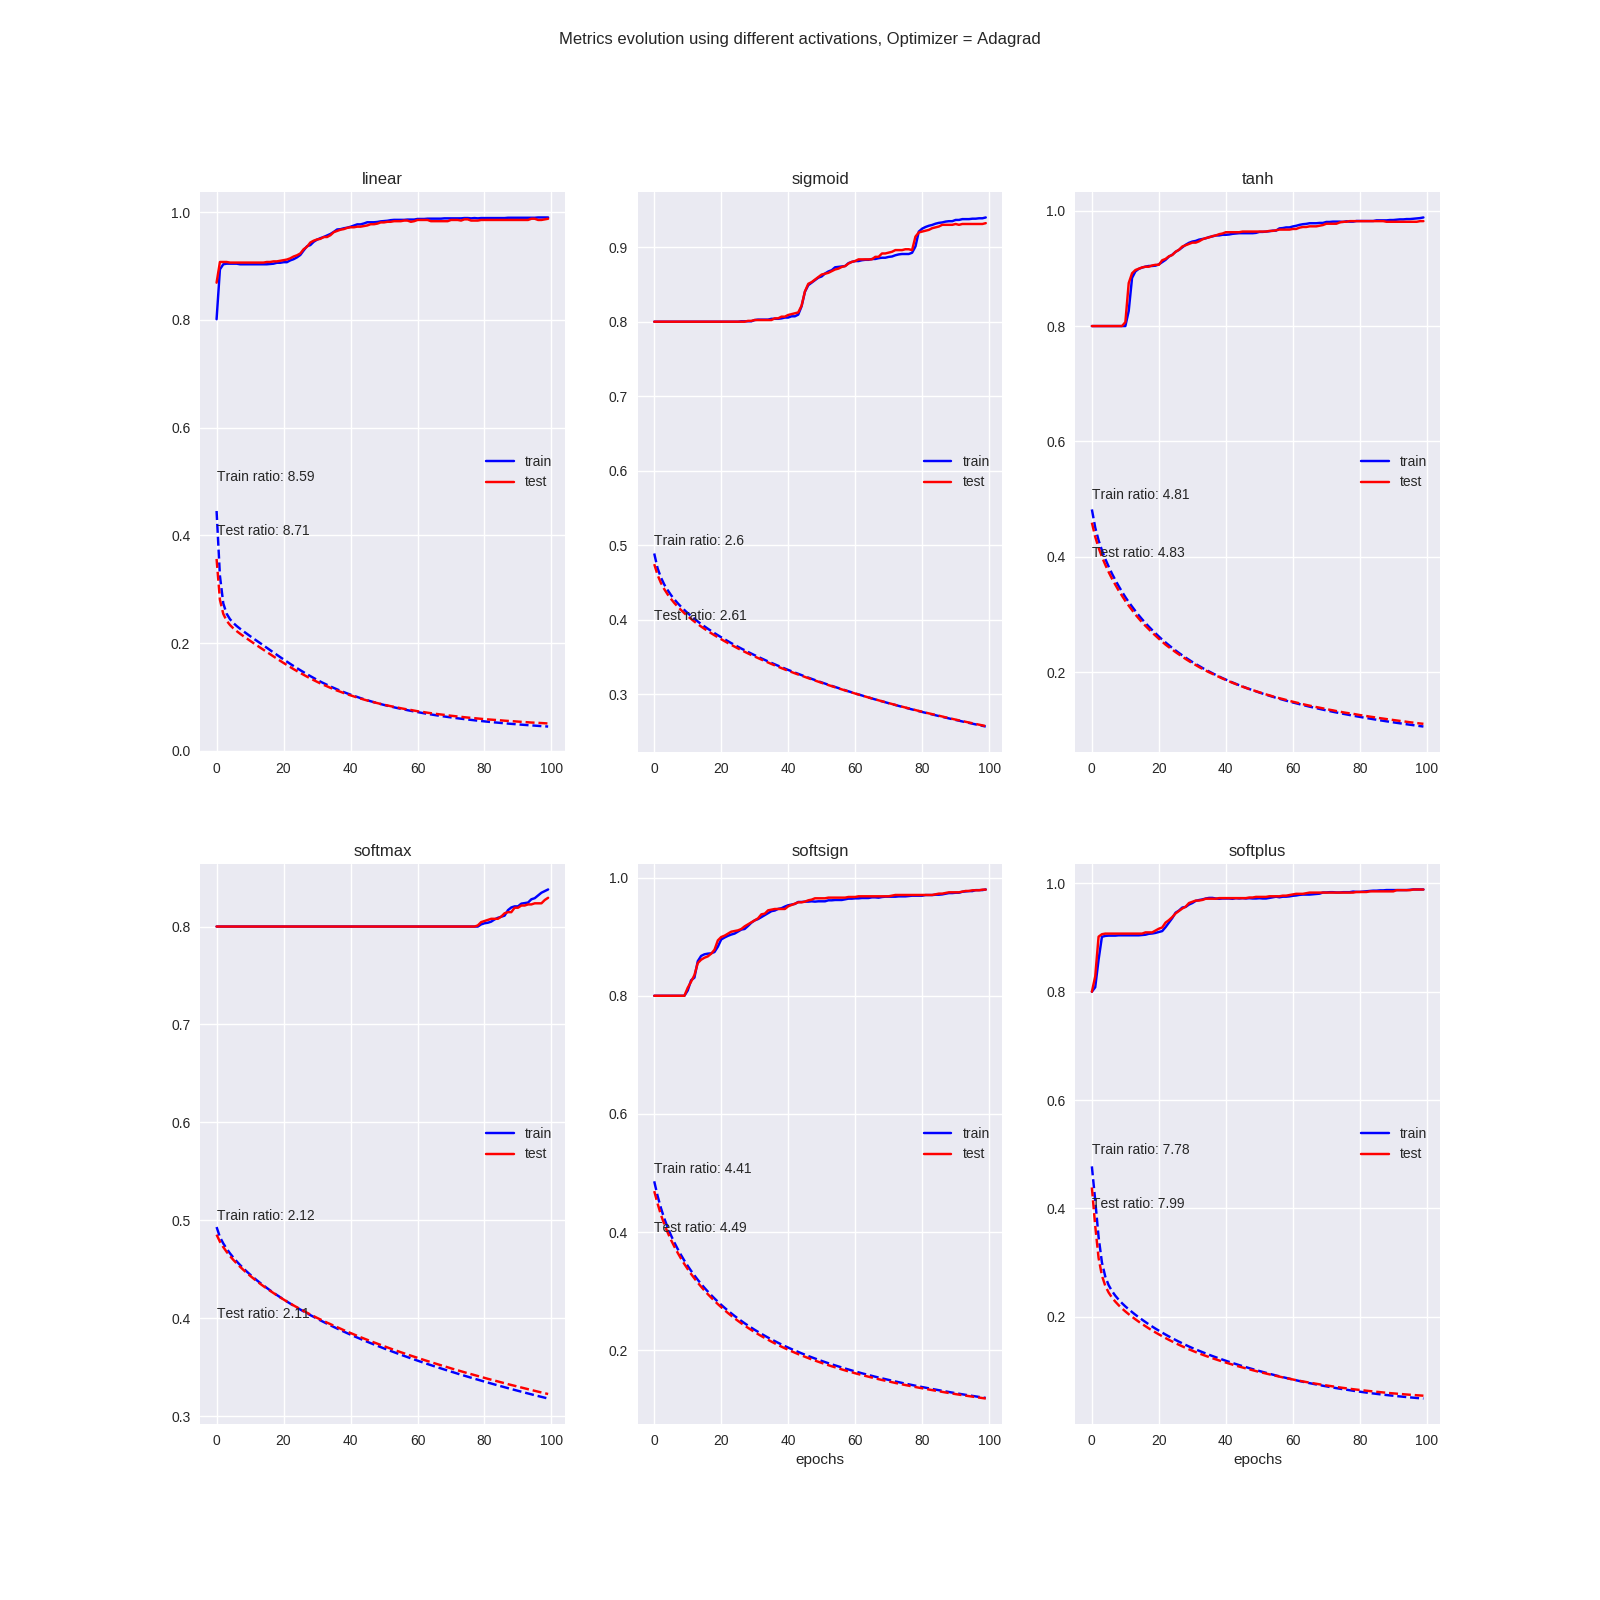 Metrics evolution using different activations, Optimizer = Adagrad
linear
1.0
0.8
0.6
0.4
0.2
0.0
Train ratio: 8.59
Test ratio: 8.71
train
test
0 20 40 60 80 100
sigmoid
0.9
0.8
0.7
0.6
0.5
0.4
0.3
Train ratio: 2.6
Test ratio: 2.61
train
test
0 20 40 60 80 100
tanh
1.0
0.8
0.6
0.4
0.2
Train ratio: 4.81
Test ratio: 4.83
train
test
0 20 40 60 80 100
softmax
0.8
0.7
0.6
0.5
0.4
0.3
Train ratio: 2.12
Test ratio: 2.11
train
test
0 20 40 60 80 100
softsign
1.0
0.8
0.6
0.4
0.2
Train ratio: 4.41
Test ratio: 4.49
train
test
0 20 40 60 80 100
epochs
softplus
1.0
0.8
0.6
0.4
0.2
Train ratio: 7.78
Test ratio: 7.99
train
test
0 20 40 60 80 100
epochs